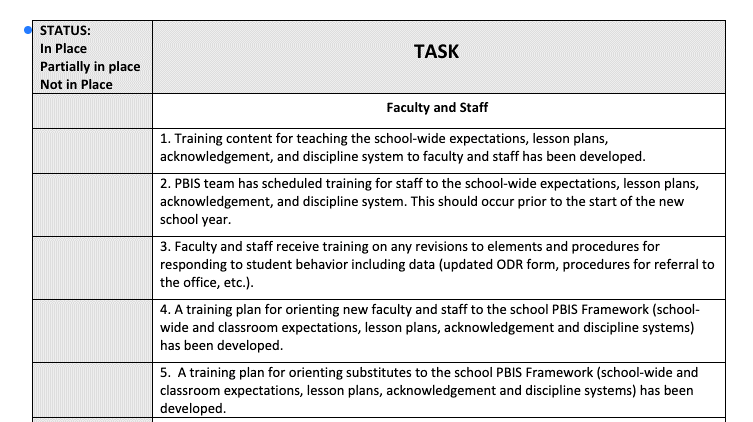 STATUS:
In Place
Partially in place
Not in Place
TASK
Faculty and Staff
1. Training content for teaching the school-wide expectations, lesson plans,
acknowledgement, and discipline system to faculty and staff has been developed.
2. PBIS team has scheduled training for staff to the school-wide expectations, lesson plans,
acknowledgement, and discipline system. This should occur prior to the start of the new
school year.
3. Faculty and staff receive training on any revisions to elements and procedures for
responding to student behavior including data (updated ODR form, procedures for referral to
the office, etc.).
4. A training plan for orienting new faculty and staff to the school PBIS Framework (school-
wide and classroom expectations, lesson plans, acknowledgement and discipline systems)
has been developed.
5.  A training plan for orienting substitutes to the school PBIS Framework (school-wide and
classroom expectations, lesson plans, acknowledgement and discipline systems) has been
developed.